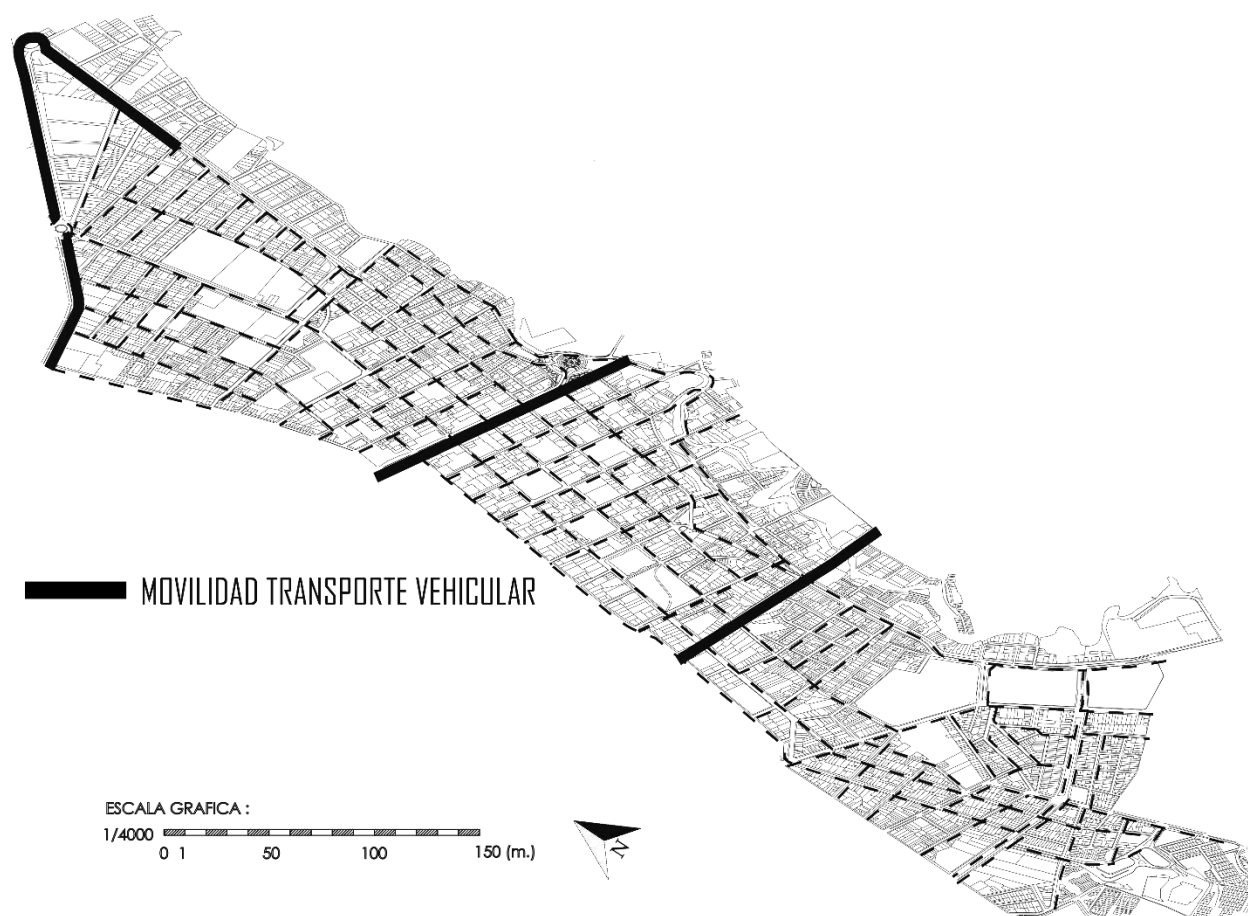 MOVILIDAD TRANSPORTE VEHICULAR
ESCALA GRAFICA :
1/4000
0 1 50 100 150 (m.)
N